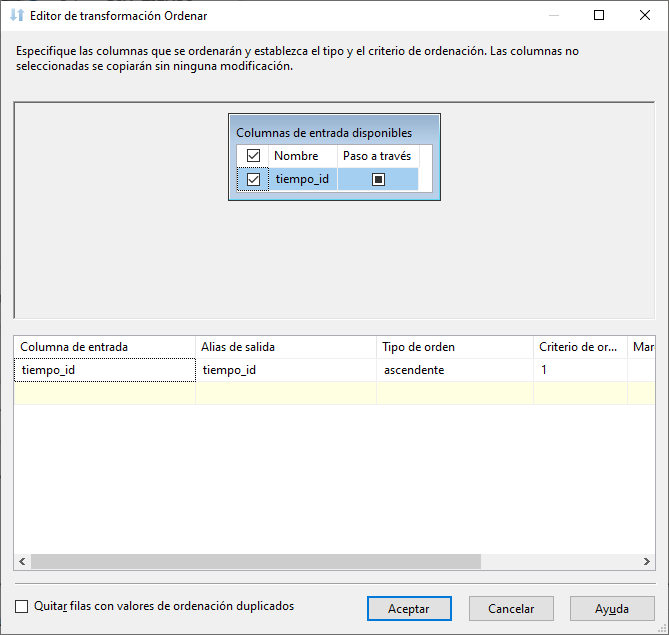 Editor de transformación Ordenar
Especifique las columnas que se ordenarán y establezca el tipo y el criterio de ordenación. Las columnas no
seleccionadas se copiarán sin ninguna modificación.
Columnas de entrada disponibles
Nombre Paso a través
tiempo_id
Columna de entrada Alias de salida Tipo de orden Criterio de or... Mar
tiempo_id tiempo_id ascendente 1
Quitar filas con valores de ordenación duplicados Aceptar Cancelar Ayuda